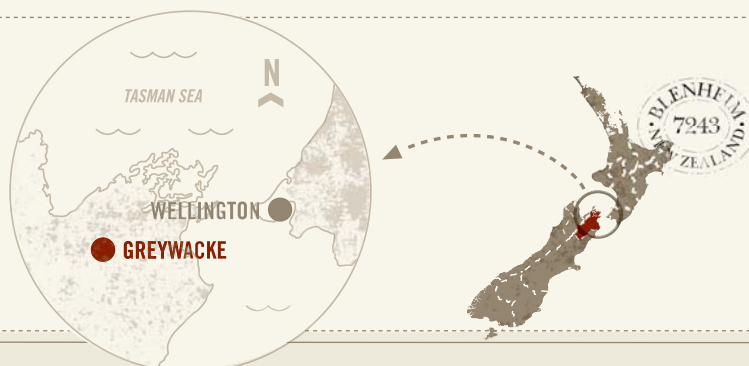 N
TASMAN SEA
WELLINGTON
GREYWACKE
BLENHEIM
7243
NEW ZEALAND